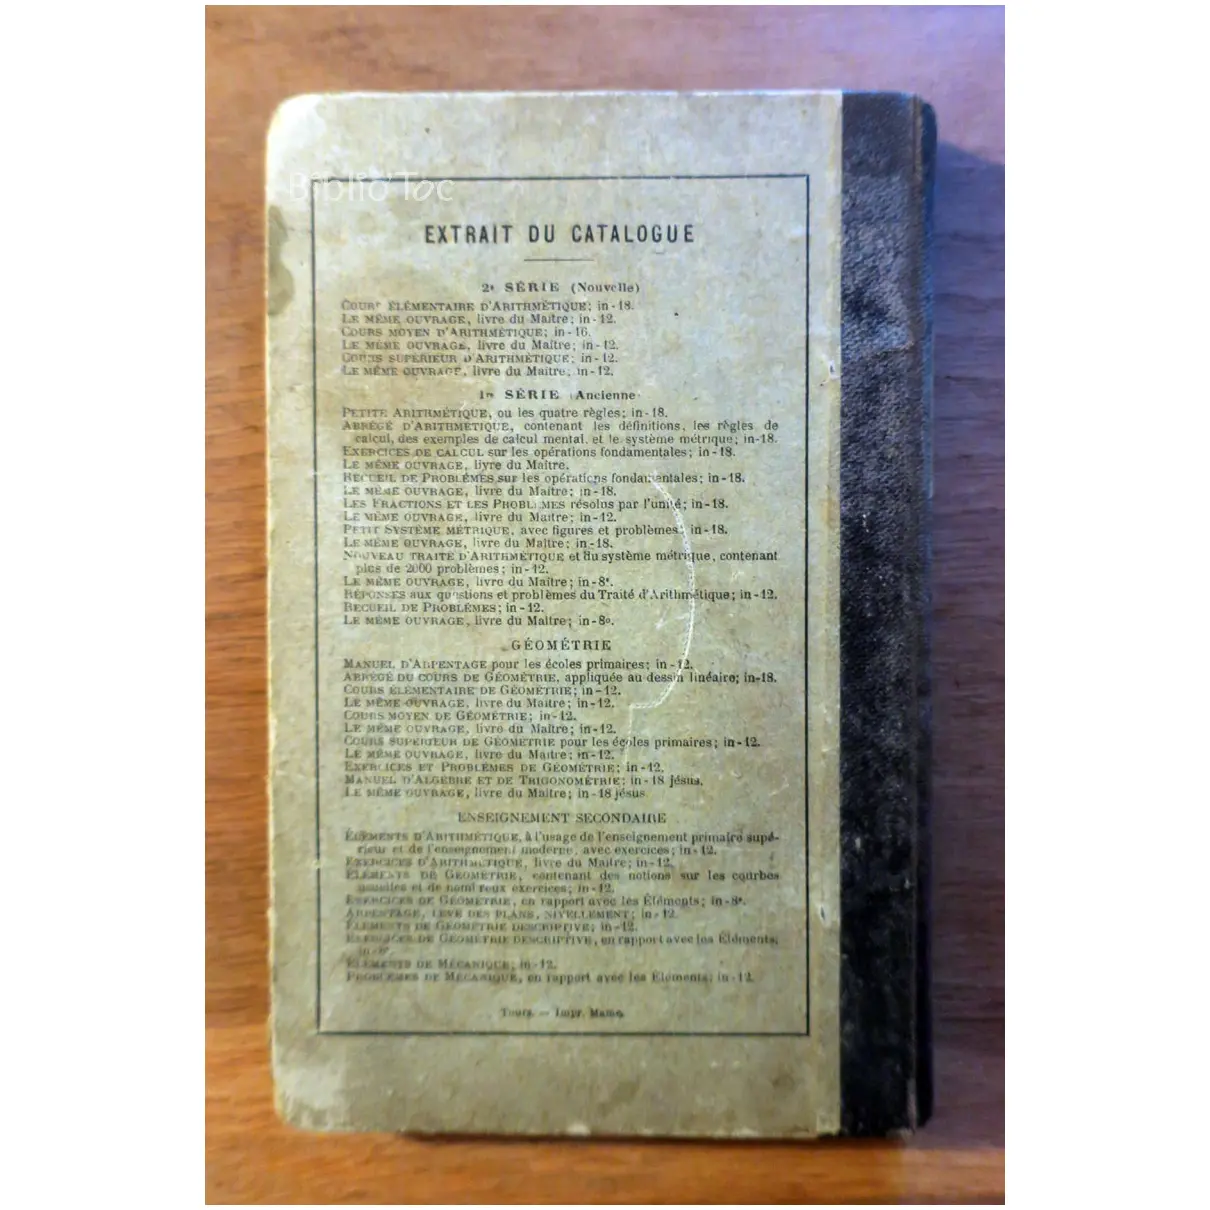 Biblio'Toc
EXTRAIT DU CATALOGUE
2e SÉRIE (Nouvelle)
COURS ÉLÉMENTAIRE D'ARITHMÉTIQUE; in-18.
LE MÊME OUVRAGE, livre du Maître; in-12.
COURS MOYEN D'ARITHMÉTIQUE; in-16.
LE MÊME OUVRAGE, livre du Maître; in-12.
COURS SUPÉRIEUR D'ARITHMÉTIQUE; in-12.
LE MÊME OUVRAGE, livre du Maître; in-12.
1re SÉRIE (Ancienne)
PETITE ARITHMÉTIQUE, ou les quatre règles; in-18.
ABRÉGÉ D'ARITHMÉTIQUE, contenant les définitions, les règles de
calcul, des exemples de calcul mental, et le système métrique; in-18.
EXERCICES DE CALCUL sur les opérations fondamentales; in-18.
LE MÊME OUVRAGE, livre du Maître.
RECUEIL DE PROBLÈMES sur les opérations fondamentales; in-18.
LE MÊME OUVRAGE, livre du Maître; in-18.
LES FRACTIONS ET LES PROBLÈMES résolus par l'unité; in-18.
LE MÊME OUVRAGE, livre du Maître; in-12.
PETIT SYSTÈME MÉTRIQUE, avec figures et problèmes; in-18.
LE MÊME OUVRAGE, livre du Maître; in-18.
NOUVEAU TRAITÉ D'ARITHMÉTIQUE et du système métrique, contenant
plus de 2000 problèmes; in-12.
LE MÊME OUVRAGE, livre du Maître; in-8°.
RÉPONSES aux questions et problèmes du Traité d'Arithmétique; in-12.
RECUEIL DE PROBLÈMES; in-12.
LE MÊME OUVRAGE, livre du Maître; in-8°.
GÉOMÉTRIE
MANUEL D'ARPENTAGE pour les écoles primaires; in-12.
ABRÉGÉ DU COURS DE GÉOMÉTRIE, appliquée au dessin linéaire; in-18.
COURS ÉLÉMENTAIRE DE GÉOMÉTRIE; in-12.
LE MÊME OUVRAGE, livre du Maître; in-12.
COURS MOYEN DE GÉOMÉTRIE; in-12.
LE MÊME OUVRAGE, livre du Maître; in-12.
COURS SUPÉRIEUR DE GÉOMÉTRIE pour les écoles primaires; in-12.
LE MÊME OUVRAGE, livre du Maître; in-12.
EXERCICES ET PROBLÈMES DE GÉOMÉTRIE; in-12.
MANUEL D'ALGÈBRE ET DE TRIGONOMÉTRIE; in-18 jésus.
LE MÊME OUVRAGE, livre du Maître; in-18 jésus
ENSEIGNEMENT SECONDAIRE
ÉLÉMENTS D'ARITHMÉTIQUE, à l'usage de l'enseignement primaire supé-
rieur et de l'enseignement moderne, avec exercices; in-12.
EXERCICES D'ARITHMÉTIQUE, livre du Maître; in-12.
ÉLÉMENTS DE GÉOMÉTRIE, contenant des notions sur les courbes
usuelles et de nombreux exercices; in-12.
EXERCICES DE GÉOMÉTRIE, en rapport avec les Éléments; in-8°.
ARPENTAGE, LEVÉ DES PLANS, NIVELLEMENT; in-12.
ÉLÉMENTS DE GÉOMÉTRIE DESCRIPTIVE; in-12.
EXERCICES DE GÉOMÉTRIE DESCRIPTIVE, en rapport avec les Éléments;
in-8°.
ÉLÉMENTS DE MÉCANIQUE; in-12.
PROBLÈMES DE MÉCANIQUE, en rapport avec les Éléments; in-12.
Tours. — Impr. Mame.